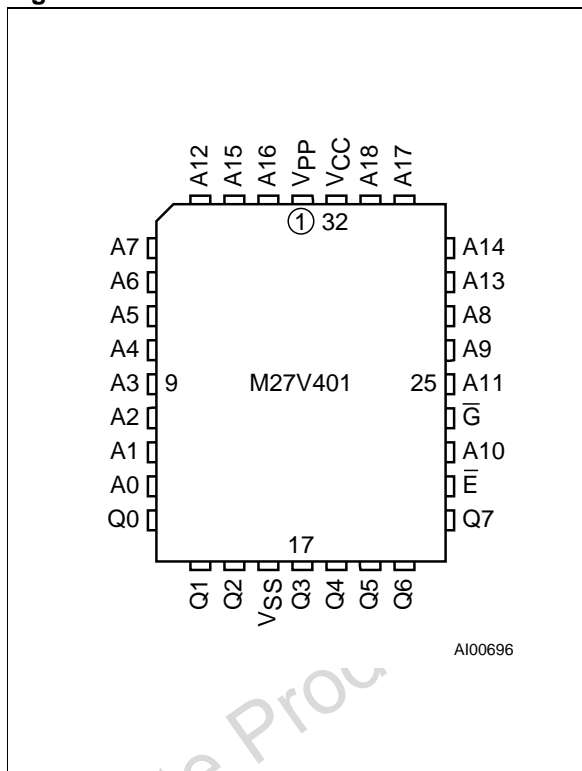 A12 A15 A16 VPP VCC A18 A17
1 32
A7 A14
A6 A13
A5 A8
A4 A9
A3 9 M27V401 25 A11
A2 G̅
A1 A10
A0 E̅
Q0 Q7
17
Q1 Q2 VSS Q3 Q4 Q5 Q6
AI00696